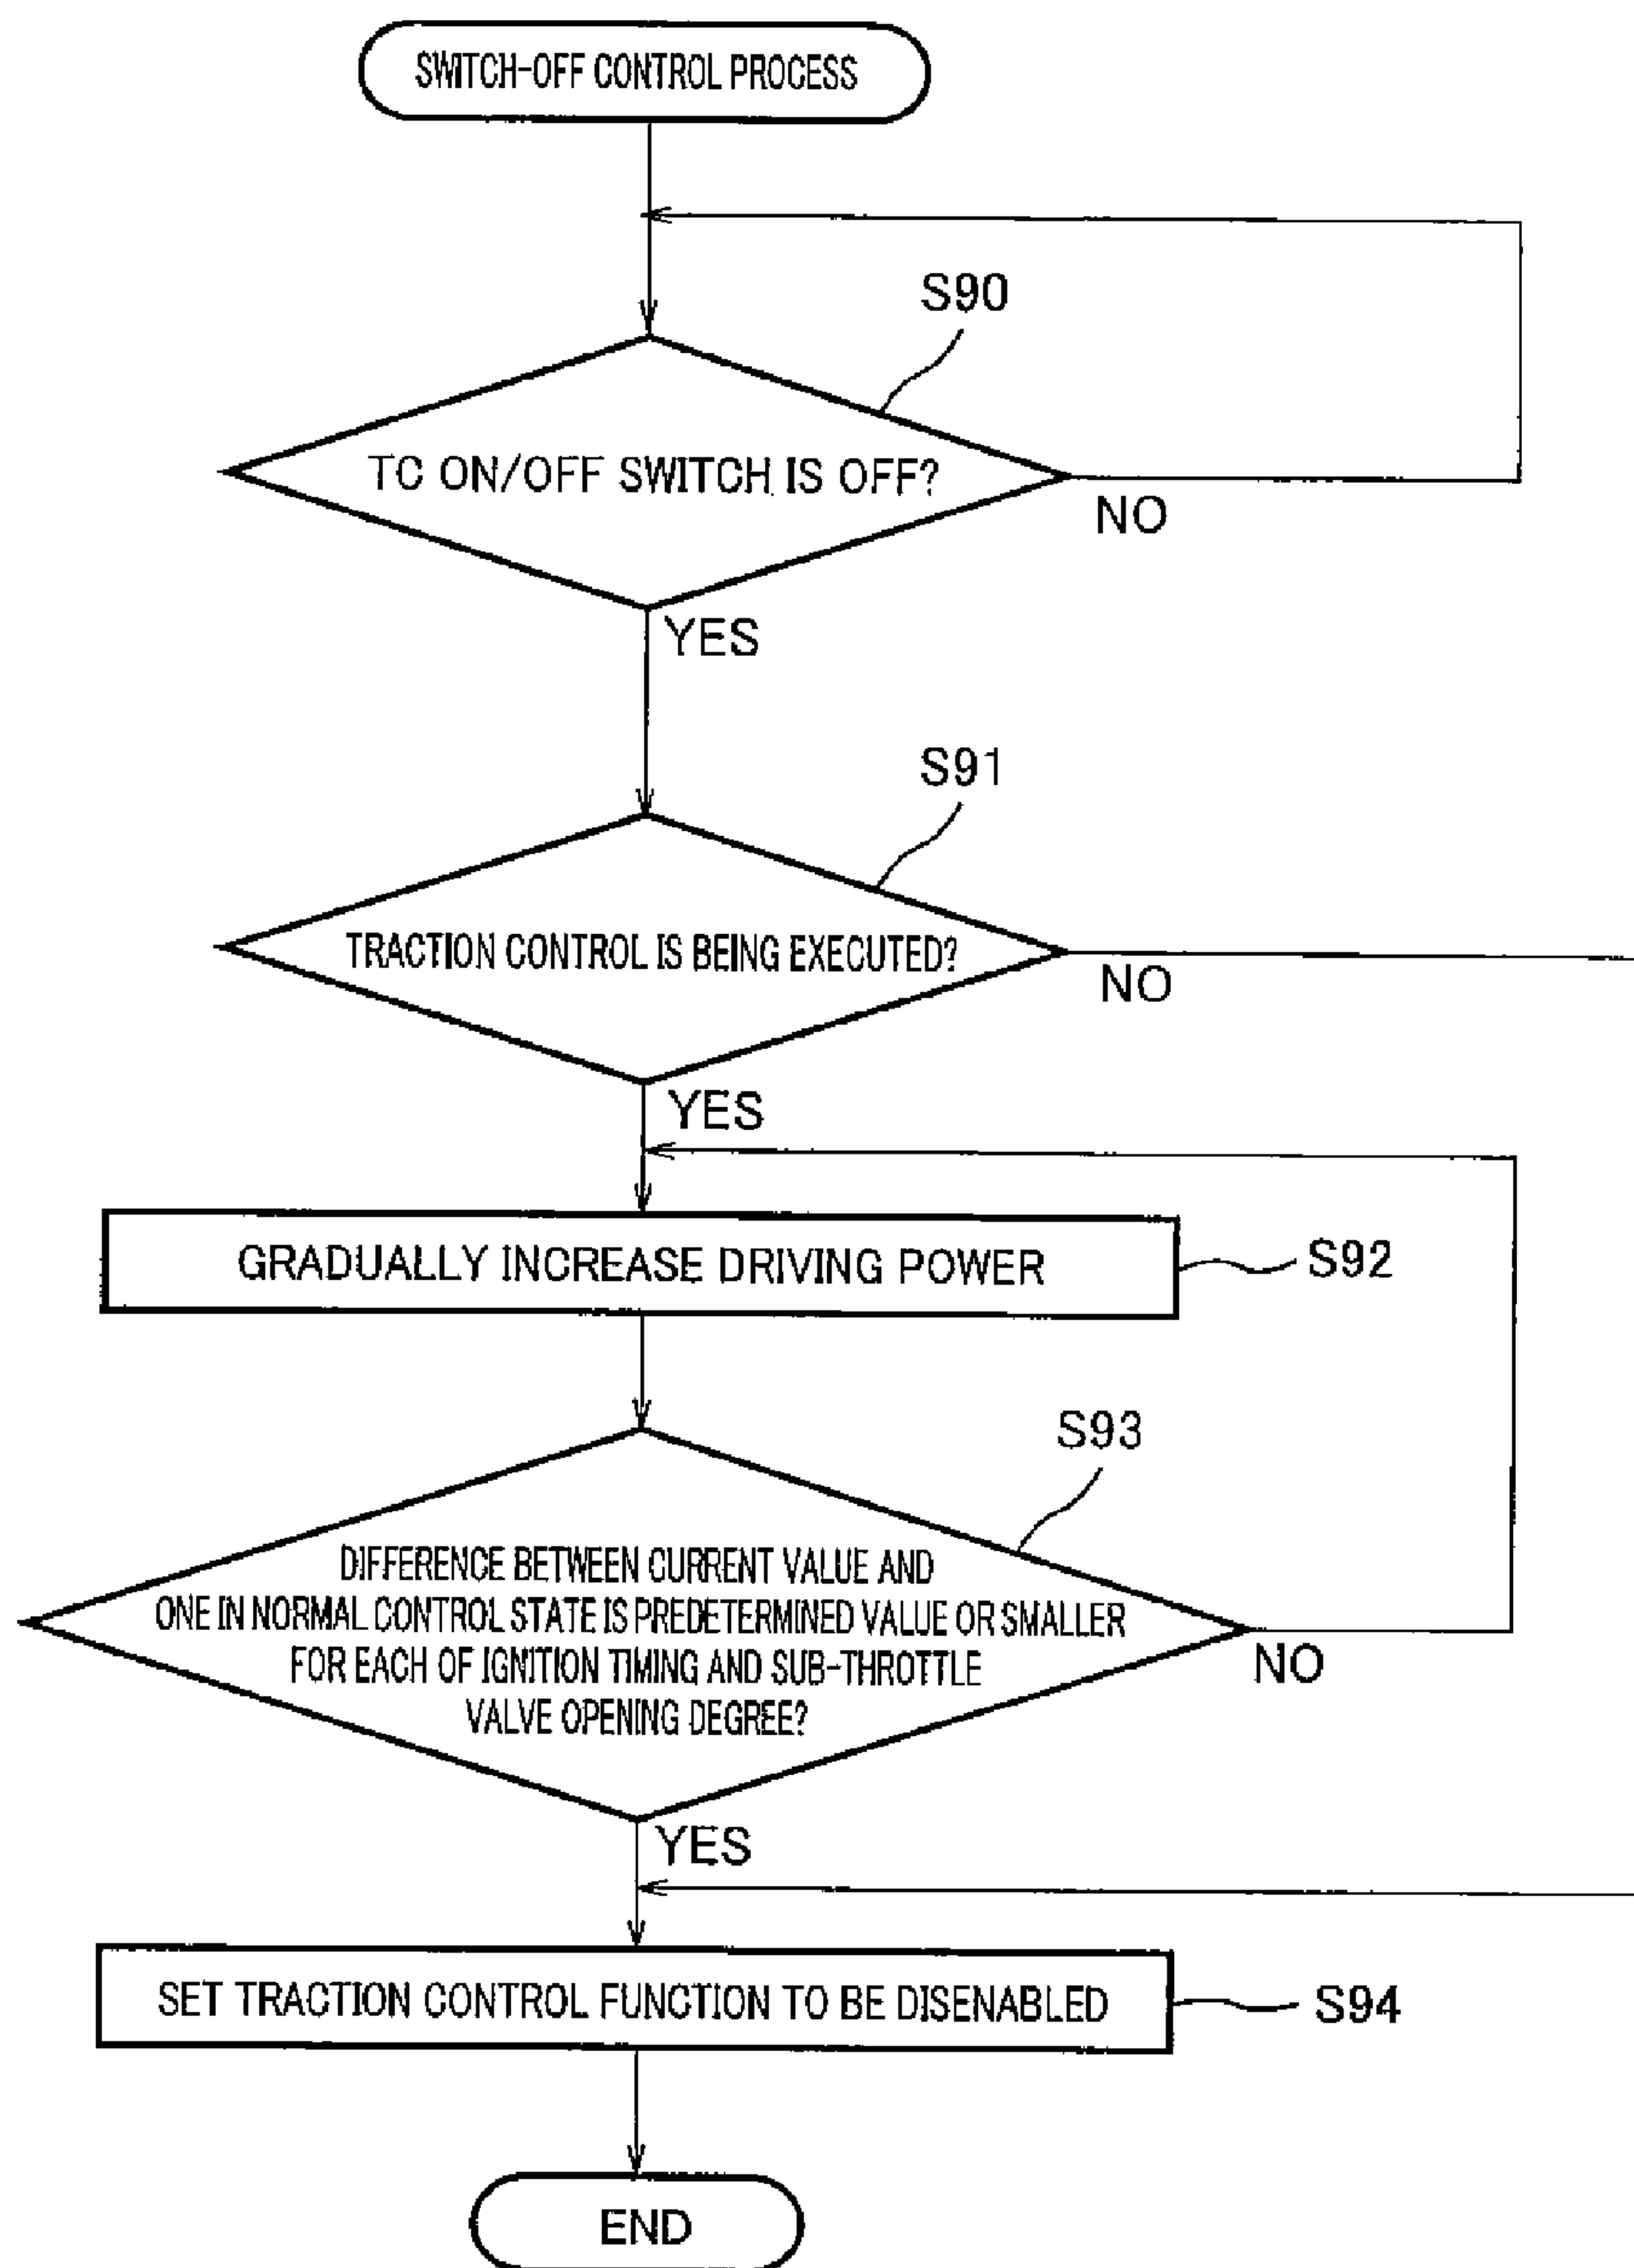 SWITCH-OFF CONTROL PROCESS
S90
TC ON/OFF SWITCH IS OFF?
NO
YES
S91
TRACTION CONTROL IS BEING EXECUTED?
NO
YES
GRADUALLY INCREASE DRIVING POWER
S92
S93
DIFFERENCE BETWEEN CURRENT VALUE AND
ONE IN NORMAL CONTROL STATE IS PREDETERMINED VALUE OR SMALLER
FOR EACH OF IGNITION TIMING AND SUB-THROTTLE
VALVE OPENING DEGREE?
NO
YES
SET TRACTION CONTROL FUNCTION TO BE DISENABLED
S94
END